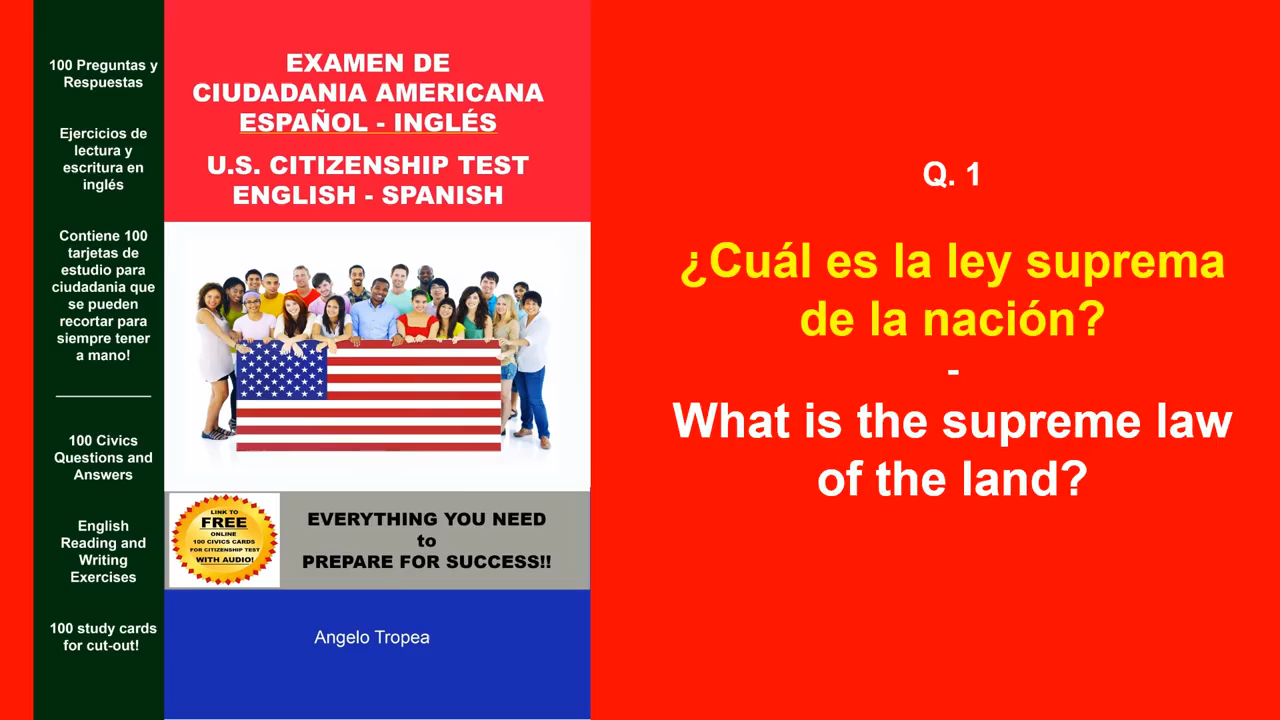 100 Preguntas y
Respuestas
Ejercicios de
lectura y
escritura en
inglés
Contiene 100
tarjetas de
estudio para
ciudadania que
se pueden
recortar para
siempre tener
a mano!
100 Civics
Questions and
Answers
English
Reading and
Writing
Exercises
100 study cards
for cut-out!
EXAMEN DE
CIUDADANIA AMERICANA
ESPAÑOL - INGLÉS
U.S. CITIZENSHIP TEST
ENGLISH - SPANISH
LINK TO
FREE
ONLINE
100 CIVICS CARDS
FOR CITIZENSHIP TEST
WITH AUDIO!
EVERYTHING YOU NEED
to
PREPARE FOR SUCCESS!!
Angelo Tropea
Q. 1
¿Cuál es la ley suprema
de la nación?
-
What is the supreme law
of the land?